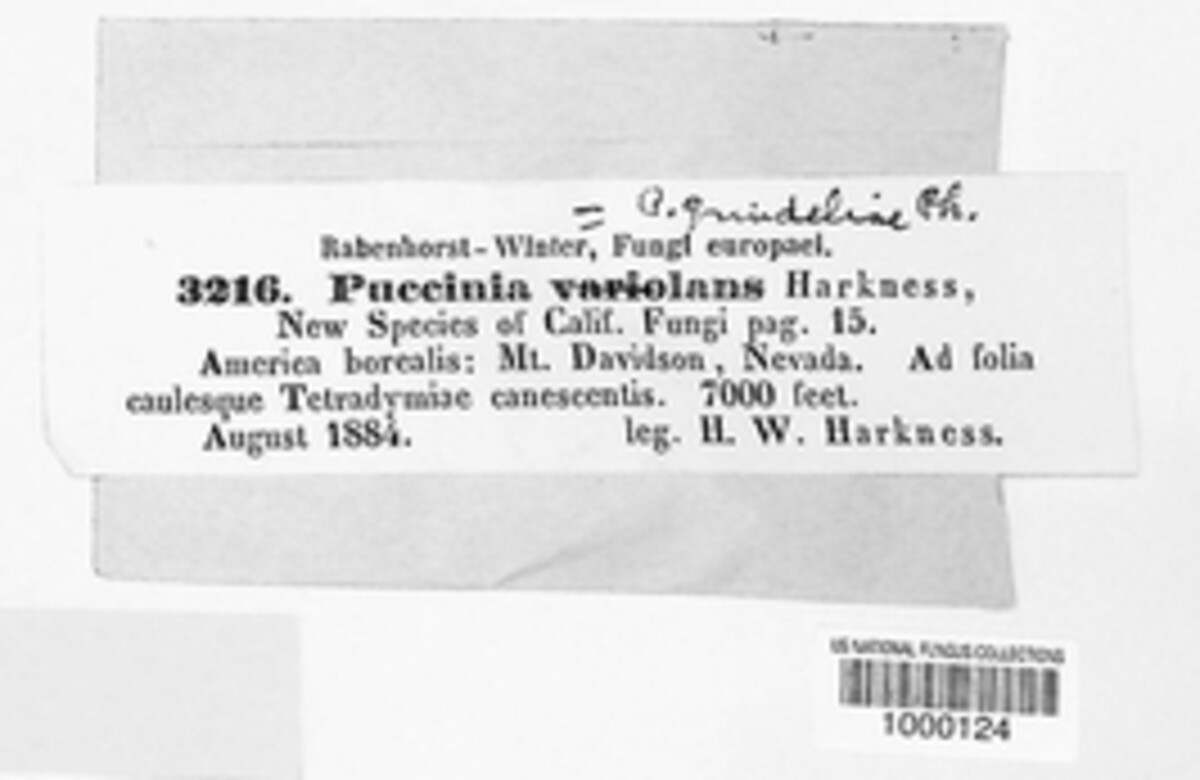 = P. grindeliae Pk.
Rabenhorst-Winter, Fungi europaei.
3216. Puccinia variolans Harkness,
New Species of Calif. Fungi pag. 15.
America borealis: Mt. Davidson, Nevada. Ad folia
caulesque Tetradymiae canescentis. 7000 feet.
August 1884. leg. H. W. Harkness.
US NATIONAL FUNGUS COLLECTIONS
1000124